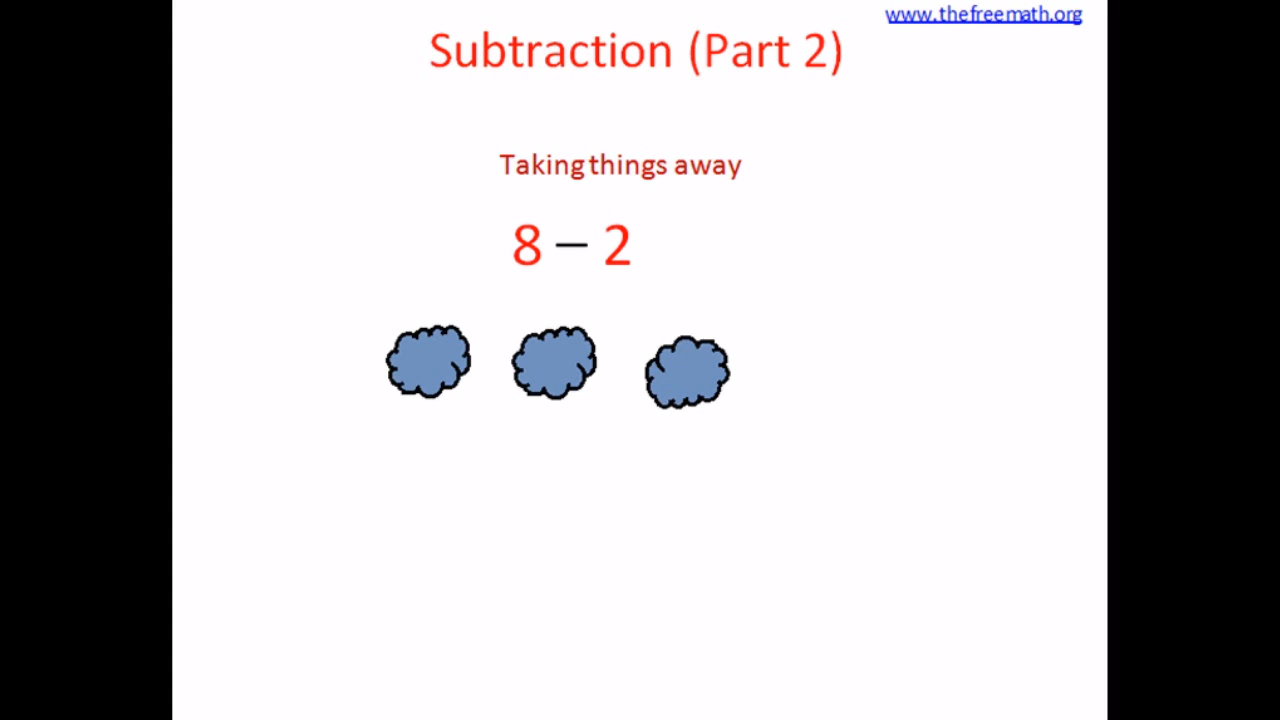 www.thefreemath.org
Subtraction (Part 2)
Taking things away
8 – 2